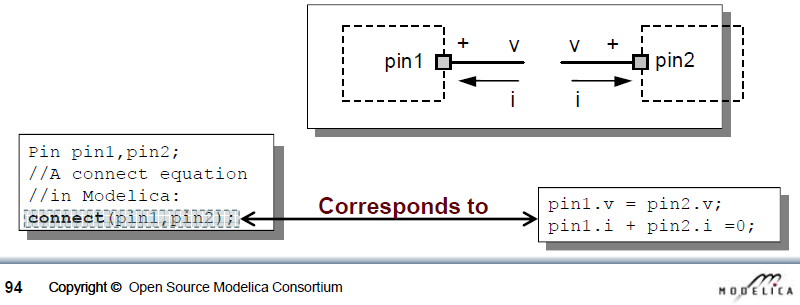 + v v +
pin1 pin2
i i
Pin pin1,pin2;
//A connect equation
//in Modelica:
connect(pin1,pin2);
Corresponds to
pin1.v = pin2.v;
pin1.i + pin2.i =0;
94 Copyright © Open Source Modelica Consortium
MODELICA